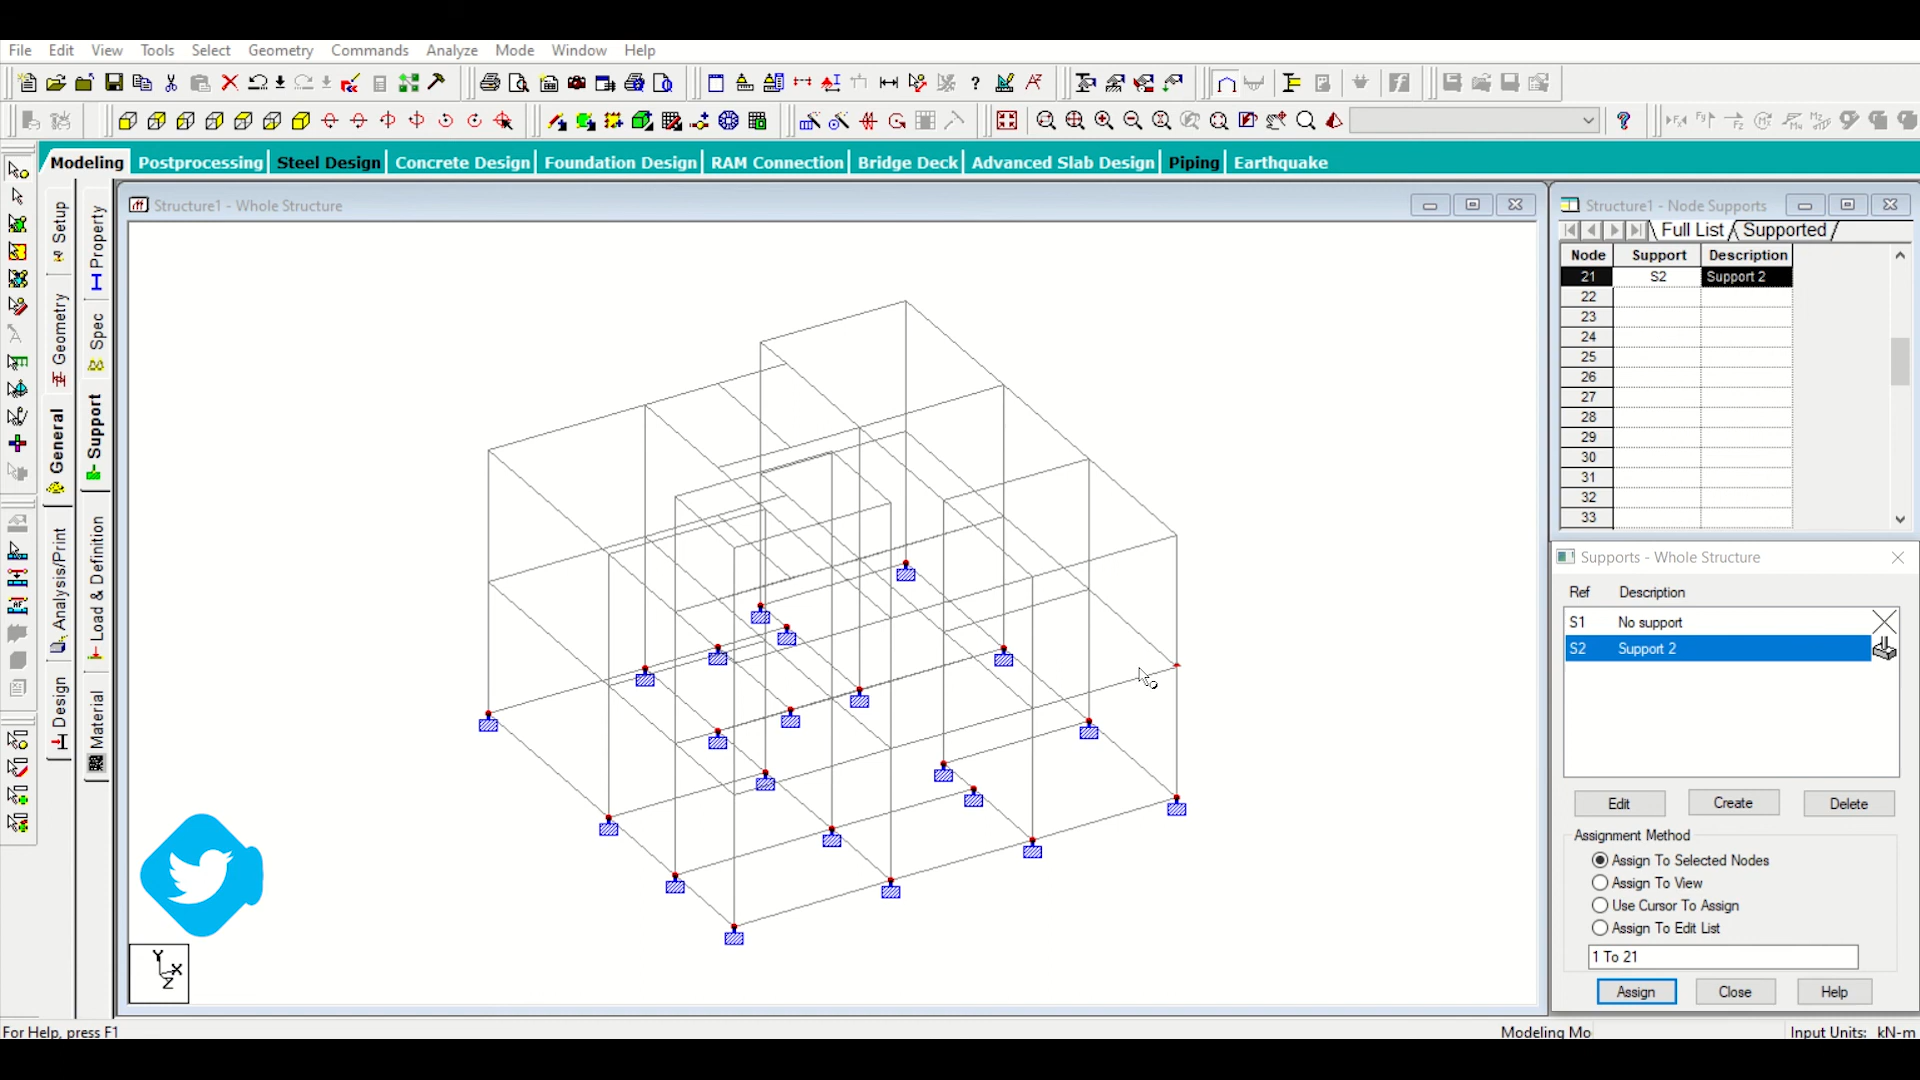 File Edit View Tools Select Geometry Commands Analyze Mode Window Help
Modeling Postprocessing Steel Design Concrete Design Foundation Design RAM Connection Bridge Deck Advanced Slab Design Piping Earthquake
Setup
Geometry
General
Analysis/Print
Design
Property
Spec
Support
Load & Definition
Material
Structure1 - Whole Structure
Y
X
Z
Structure1 - Node Supports
Full List Supported
Node Support Description
21 S2 Support 2
22
23
24
25
26
27
28
29
30
31
32
33
Supports - Whole Structure
Ref Description
S1 No support
S2 Support 2
Edit Create Delete
Assignment Method
Assign To Selected Nodes
Assign To View
Use Cursor To Assign
Assign To Edit List
1 To 21
Assign Close Help
For Help, press F1
Modeling Mo
Input Units: kN-m